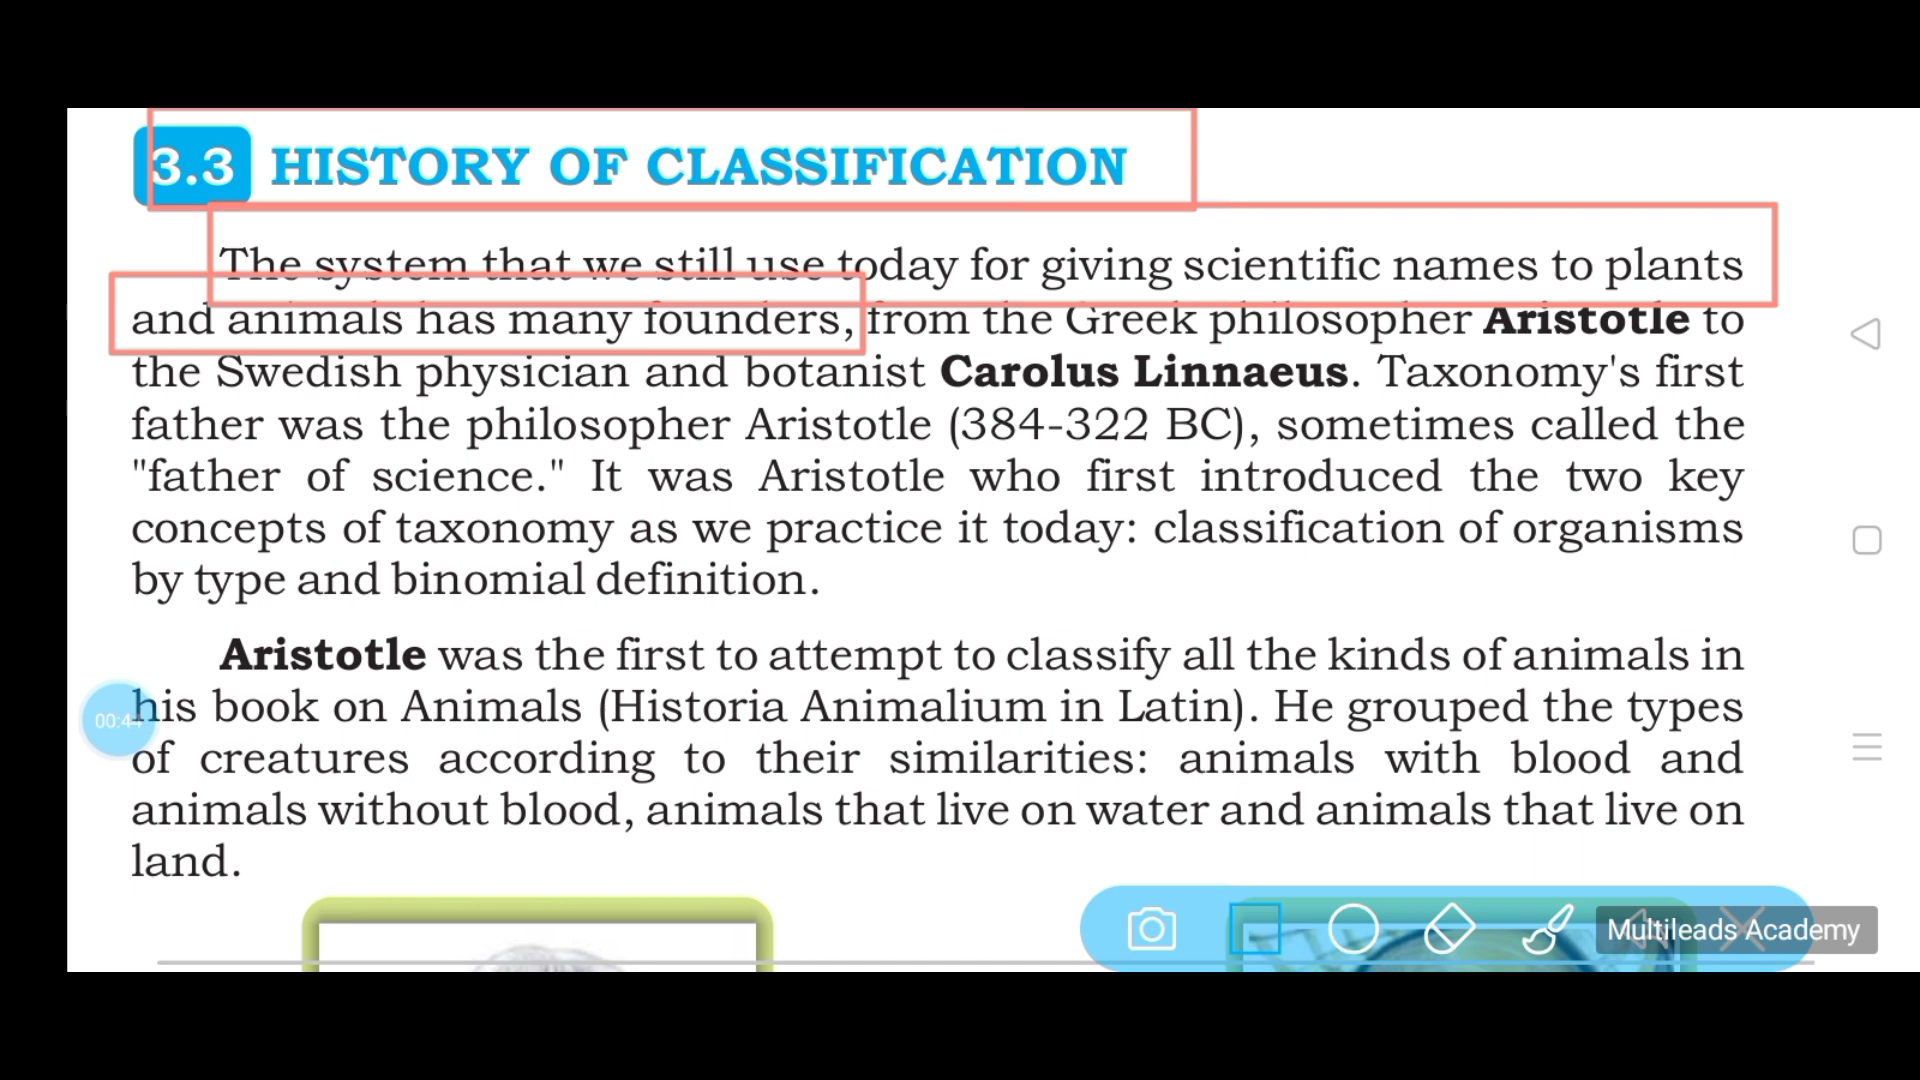 3.3 HISTORY OF CLASSIFICATION
The system that we still use today for giving scientific names to plants
and animals has many founders, from the Greek philosopher Aristotle to
the Swedish physician and botanist Carolus Linnaeus. Taxonomy's first
father was the philosopher Aristotle (384-322 BC), sometimes called the
"father of science." It was Aristotle who first introduced the two key
concepts of taxonomy as we practice it today: classification of organisms
by type and binomial definition.
Aristotle was the first to attempt to classify all the kinds of animals in
his book on Animals (Historia Animalium in Latin). He grouped the types
of creatures according to their similarities: animals with blood and
animals without blood, animals that live on water and animals that live on
land.
00:44
Multileads Academy